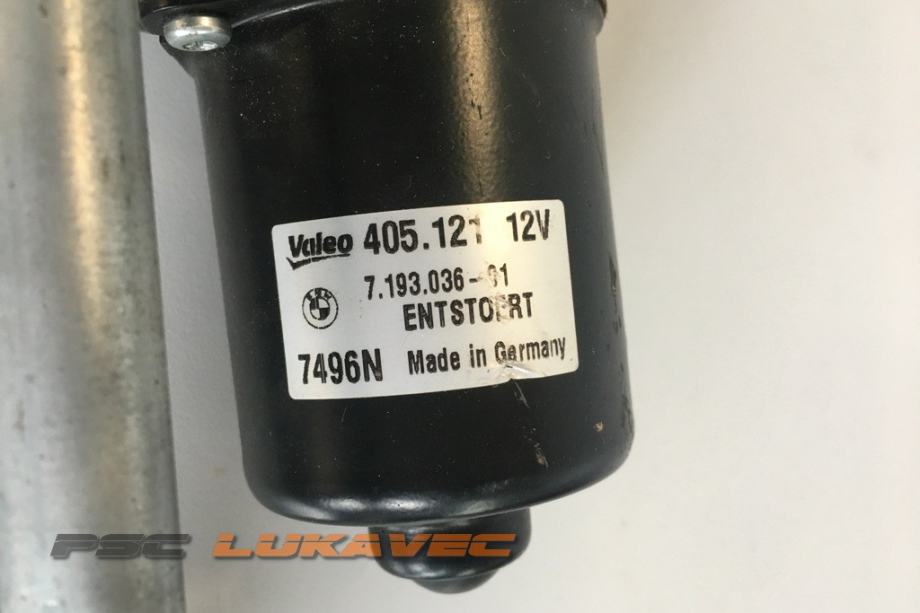 Valeo 405.121 12V
7.193.036-01
ENTSTOERT
7496N Made in Germany
PSC LUKAVEC